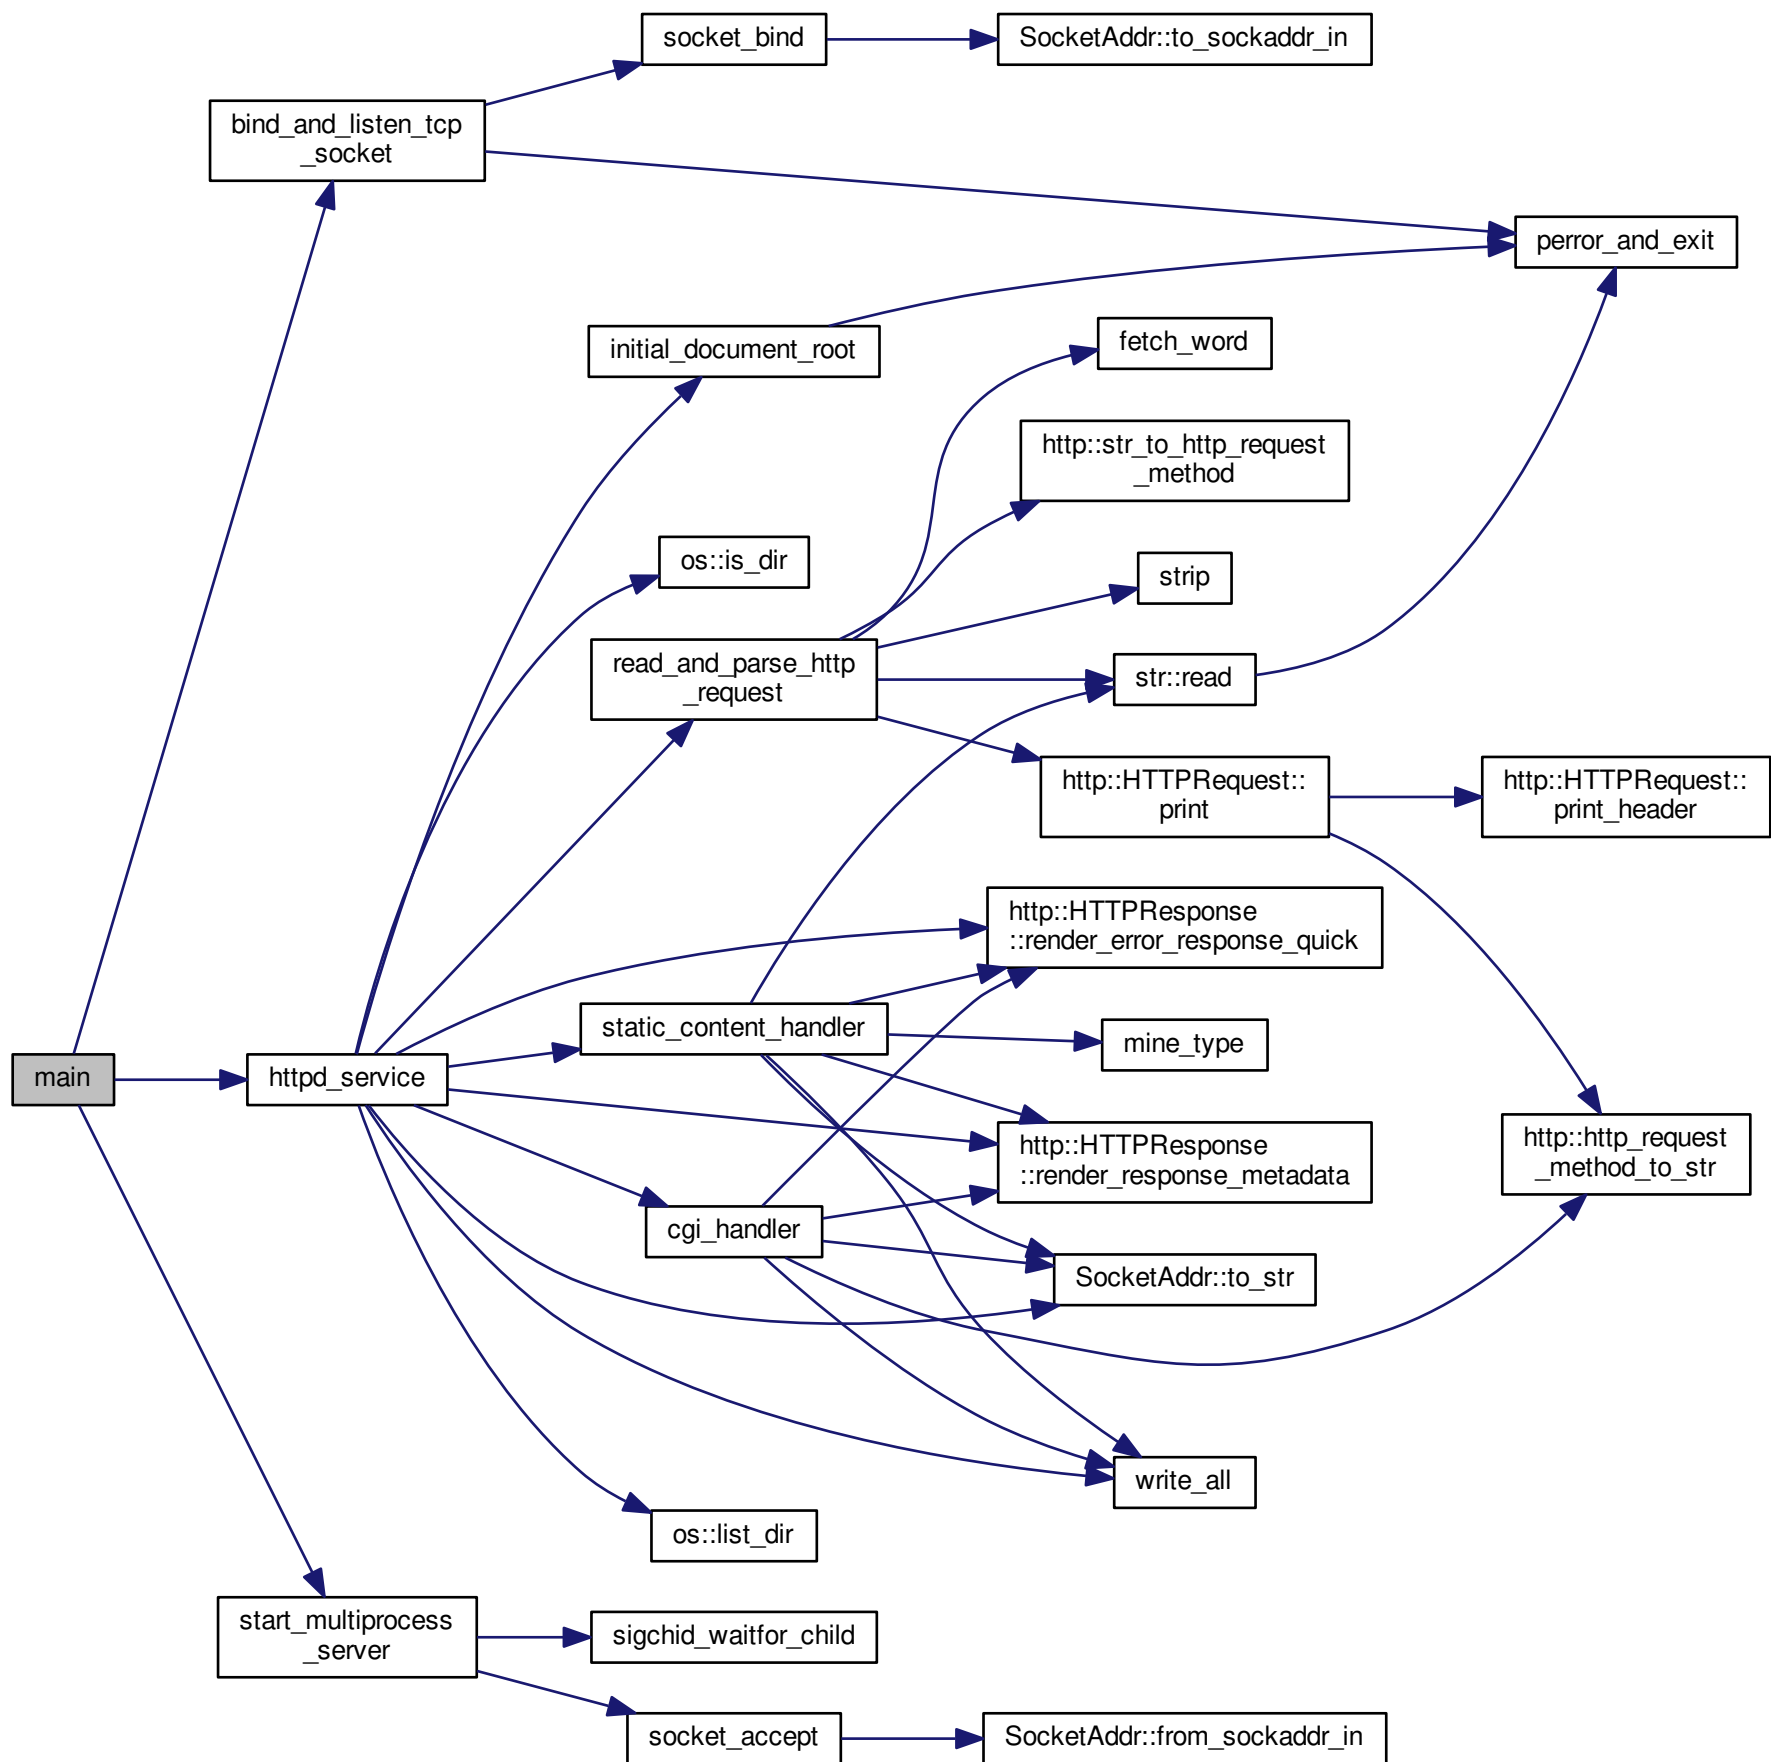 socket_bind
SocketAddr::to_sockaddr_in
bind_and_listen_tcp
_socket
perror_and_exit
initial_document_root
fetch_word
http::str_to_http_request
_method
os::is_dir
strip
read_and_parse_http
_request
str::read
http::HTTPRequest::
print
http::HTTPRequest::
print_header
http::HTTPResponse
::render_error_response_quick
static_content_handler
mine_type
main
httpd_service
http::HTTPResponse
::render_response_metadata
http::http_request
_method_to_str
cgi_handler
SocketAddr::to_str
write_all
os::list_dir
start_multiprocess
_server
sigchid_waitfor_child
socket_accept
SocketAddr::from_sockaddr_in